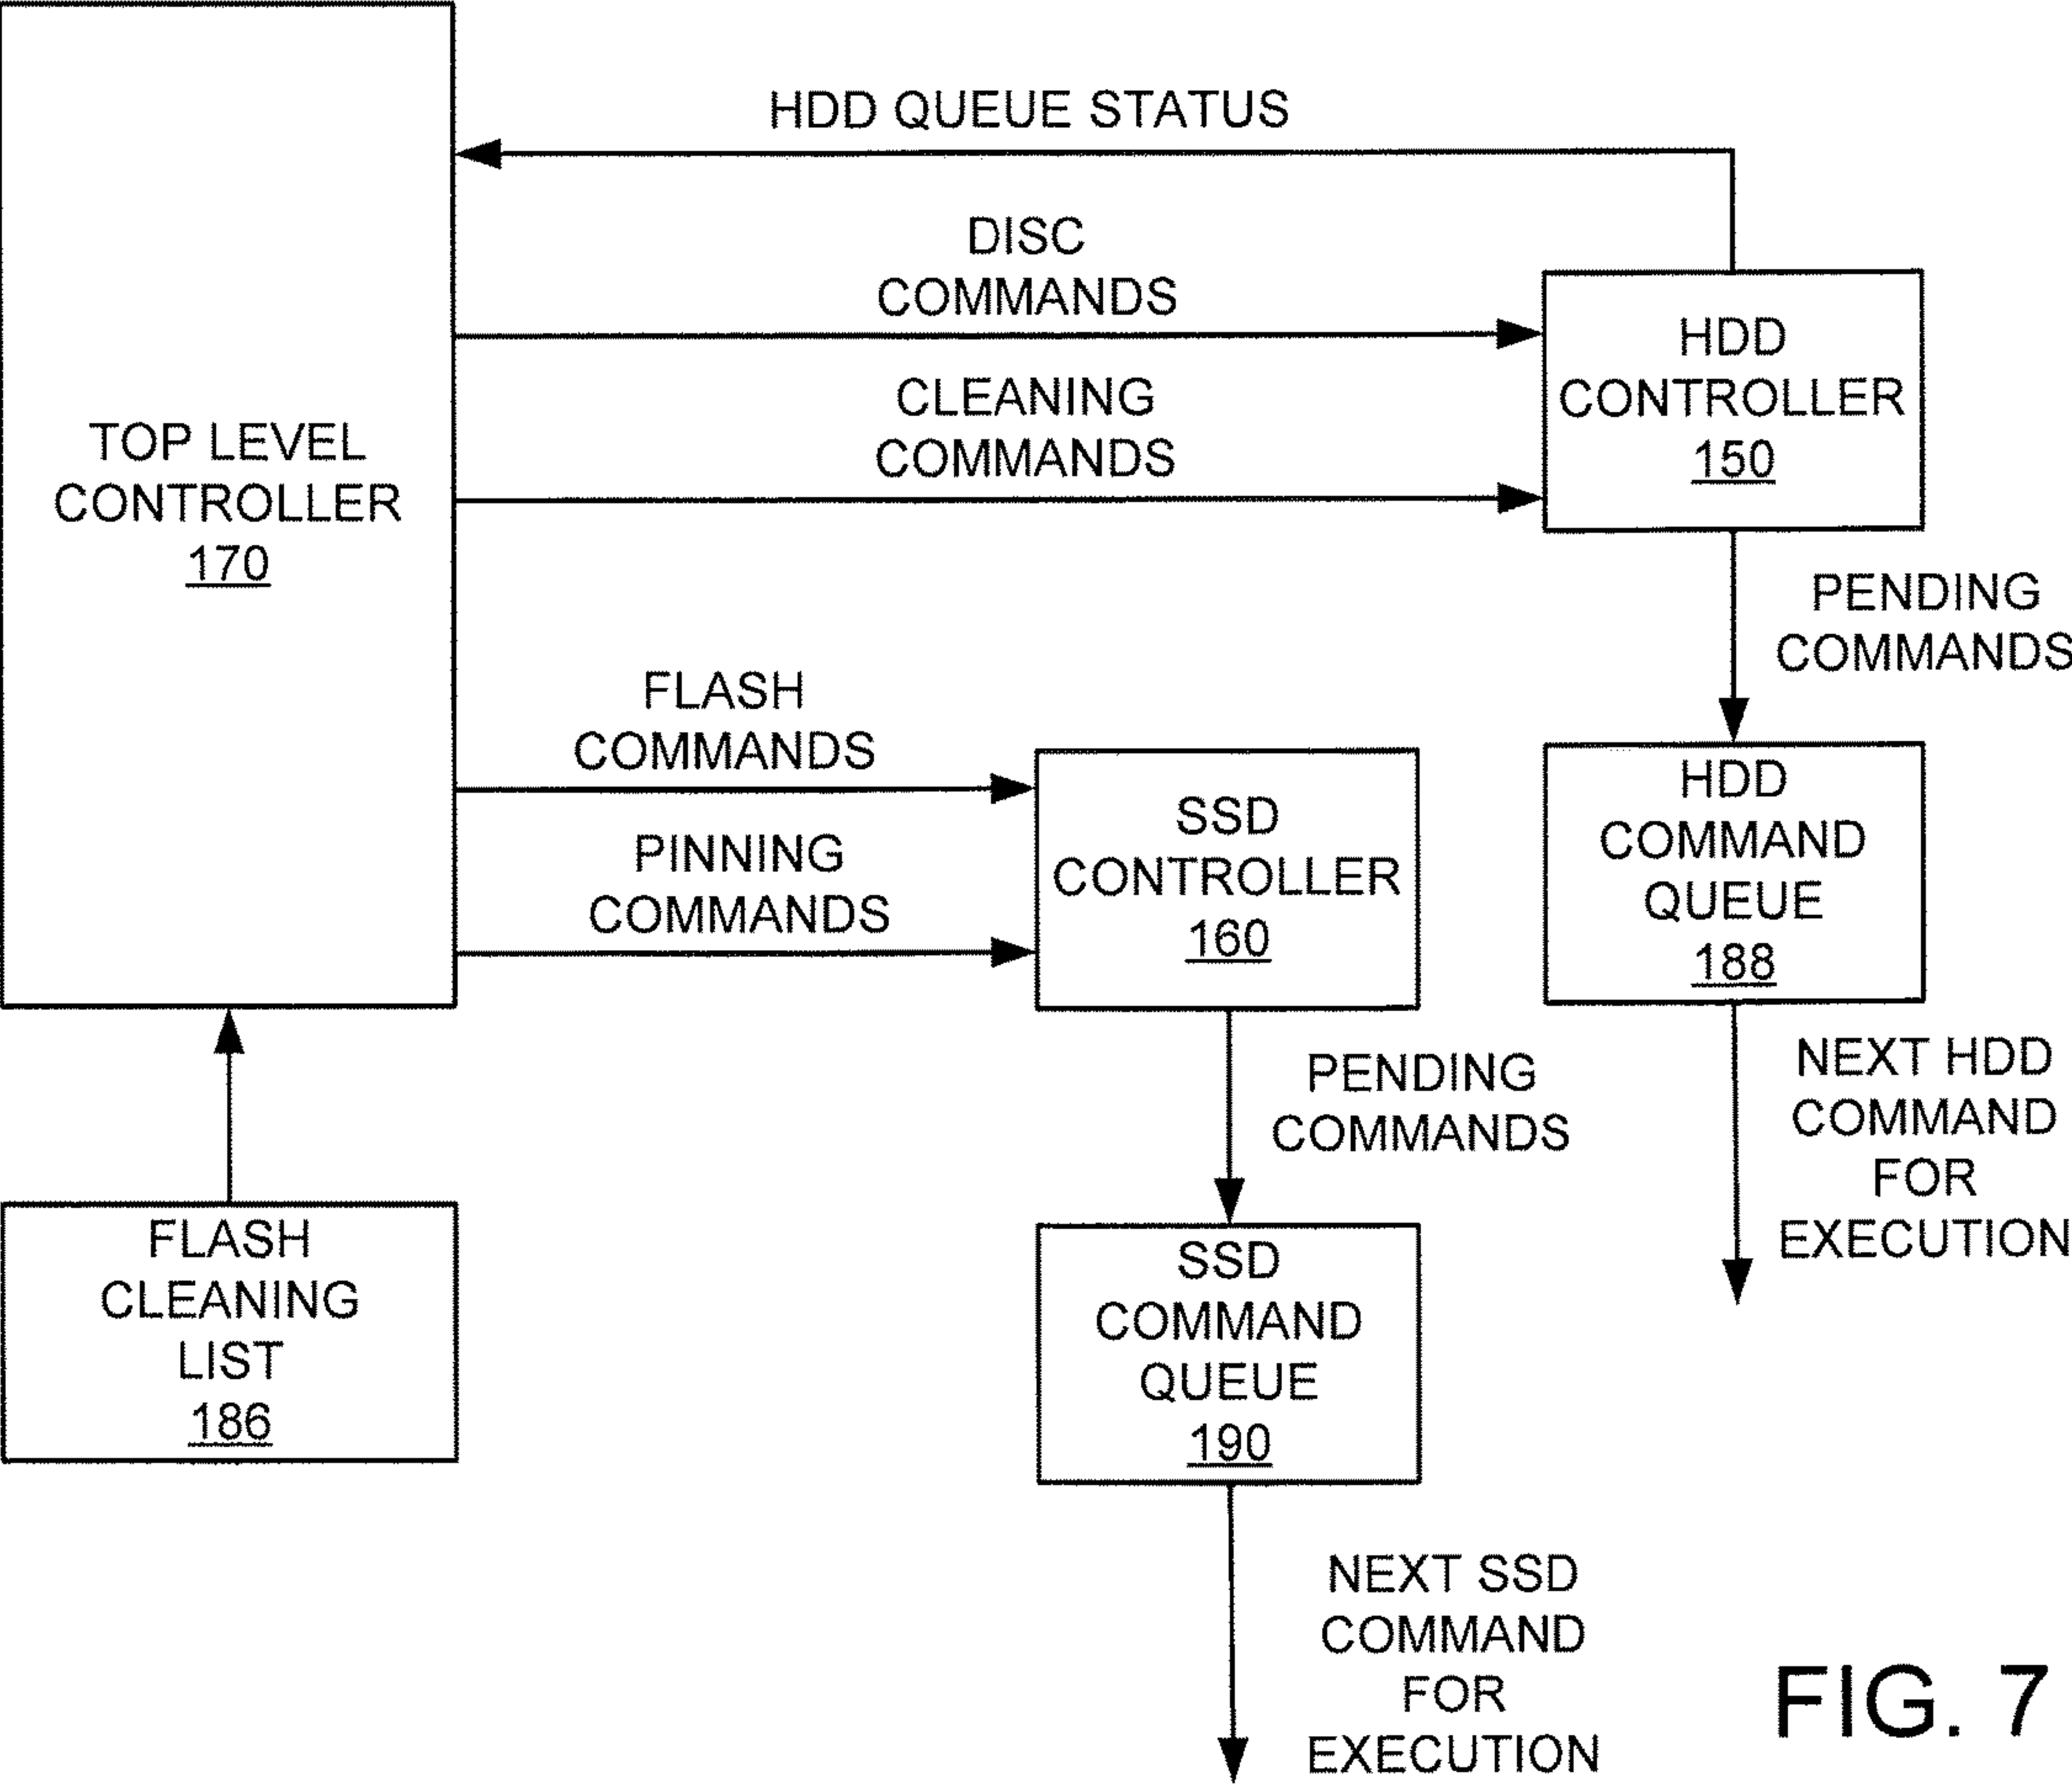 HDD QUEUE STATUS
DISC
COMMANDS
CLEANING
COMMANDS
TOP LEVEL
CONTROLLER
170
HDD
CONTROLLER
150
PENDING
COMMANDS
FLASH
COMMANDS
PINNING
COMMANDS
SSD
CONTROLLER
160
HDD
COMMAND
QUEUE
188
PENDING
COMMANDS
NEXT HDD
COMMAND
FOR
EXECUTION
FLASH
CLEANING
LIST
186
SSD
COMMAND
QUEUE
190
NEXT SSD
COMMAND
FOR
EXECUTION
FIG. 7